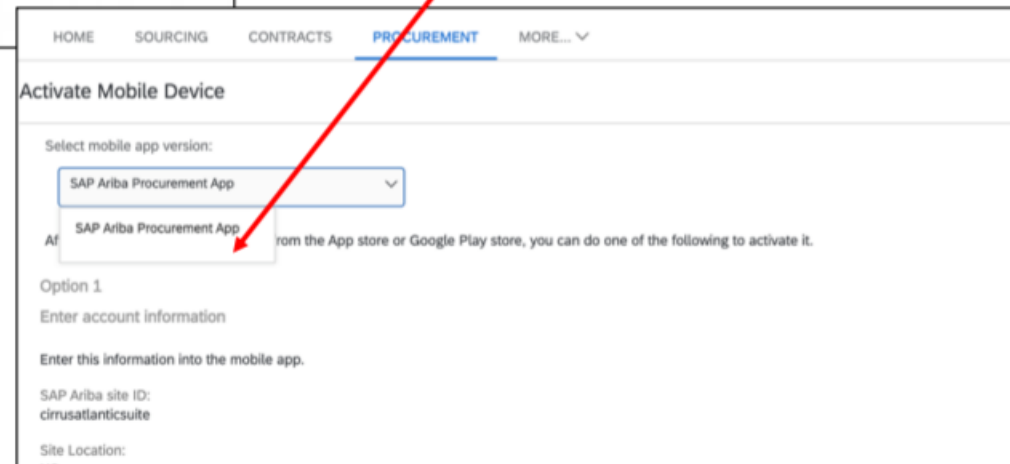 HOME SOURCING CONTRACTS PROCUREMENT MORE...
Activate Mobile Device
Select mobile app version:
SAP Ariba Procurement App
SAP Ariba Procurement App
Af rom the App store or Google Play store, you can do one of the following to activate it.
Option 1
Enter account information
Enter this information into the mobile app.
SAP Ariba site ID:
cirrusatlanticsuite
Site Location: